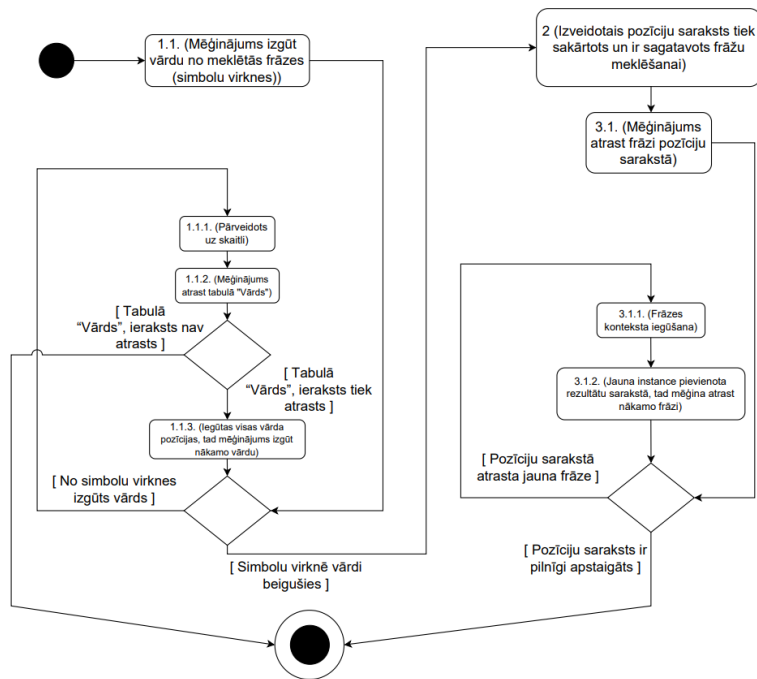 1.1. (Mēģinājums izgūt
vārdu no meklētās frāzes
(simbolu virknes))
1.1.1. (Pārveidots
uz skaitli)
1.1.2. (Mēģinājums
atrast tabulā "Vārds")
[ Tabulā
“Vārds”, ieraksts nav
atrasts ]
[ Tabulā
“Vārds”, ieraksts tiek
atrasts ]
1.1.3. (Iegūtas visas vārda
pozīcijas, tad mēģinājums izgūt
nākamo vārdu)
[ No simbolu virknes
izgūts vārds ]
[ Simbolu virknē vārdi
beigušies ]
2 (Izveidotais pozīciju saraksts tiek
sakārtots un ir sagatavots frāžu
meklēšanai)
3.1. (Mēģinājums
atrast frāzi pozīciju
sarakstā)
3.1.1. (Frāzes
konteksta iegūšana)
3.1.2. (Jauna instance pievienota
rezultātu sarakstā, tad mēģina atrast
nākamo frāzi)
[ Pozīciju sarakstā
atrasta jauna frāze ]
[ Pozīciju saraksts ir
pilnīgi apstaigāts ]